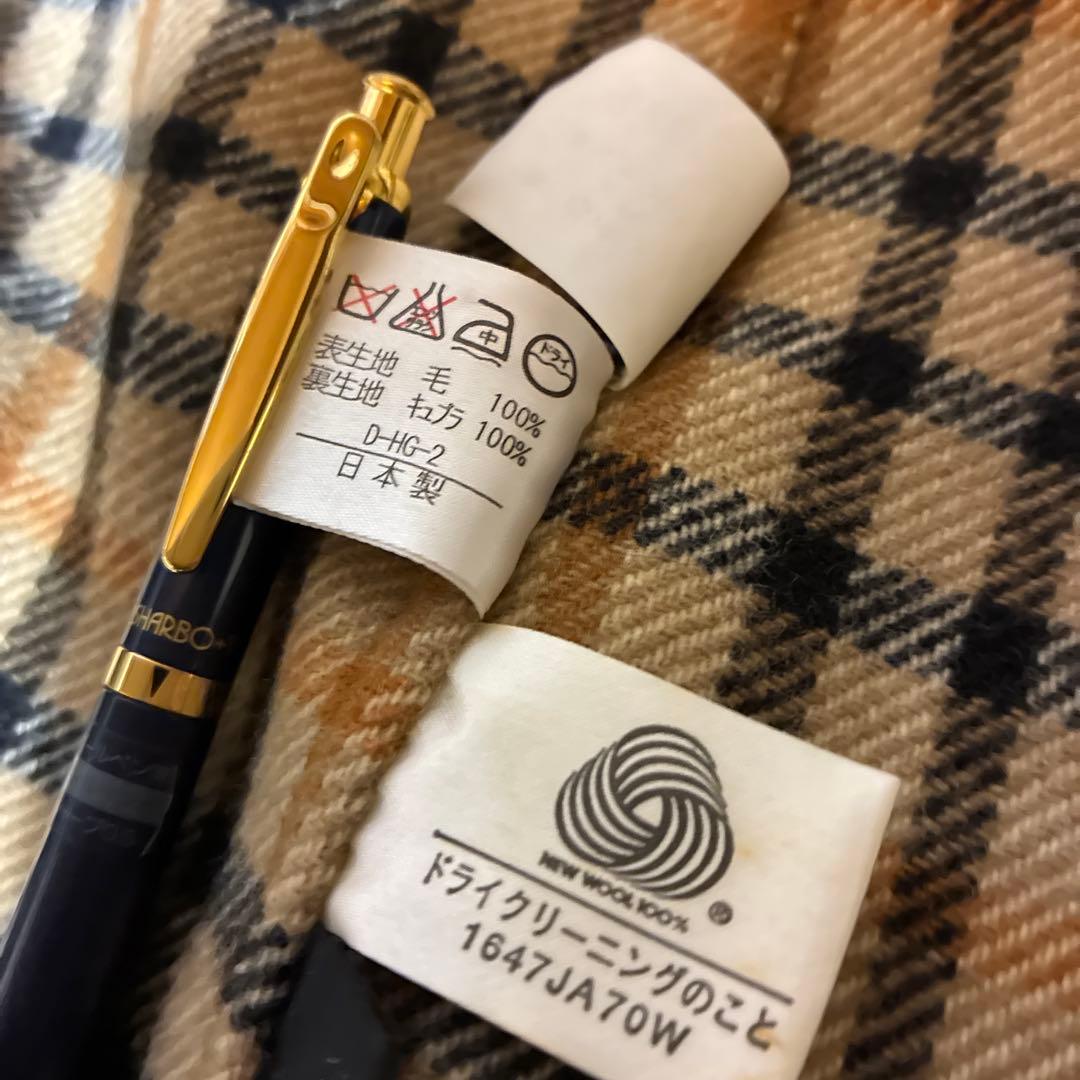 中
ドライ
表生地 毛 100%
裏生地 キュプラ 100%
D-HG-2
日本製
SHARBO
NEW WOOL 100%
®
ドライクリーニングのこと
1647JA70W